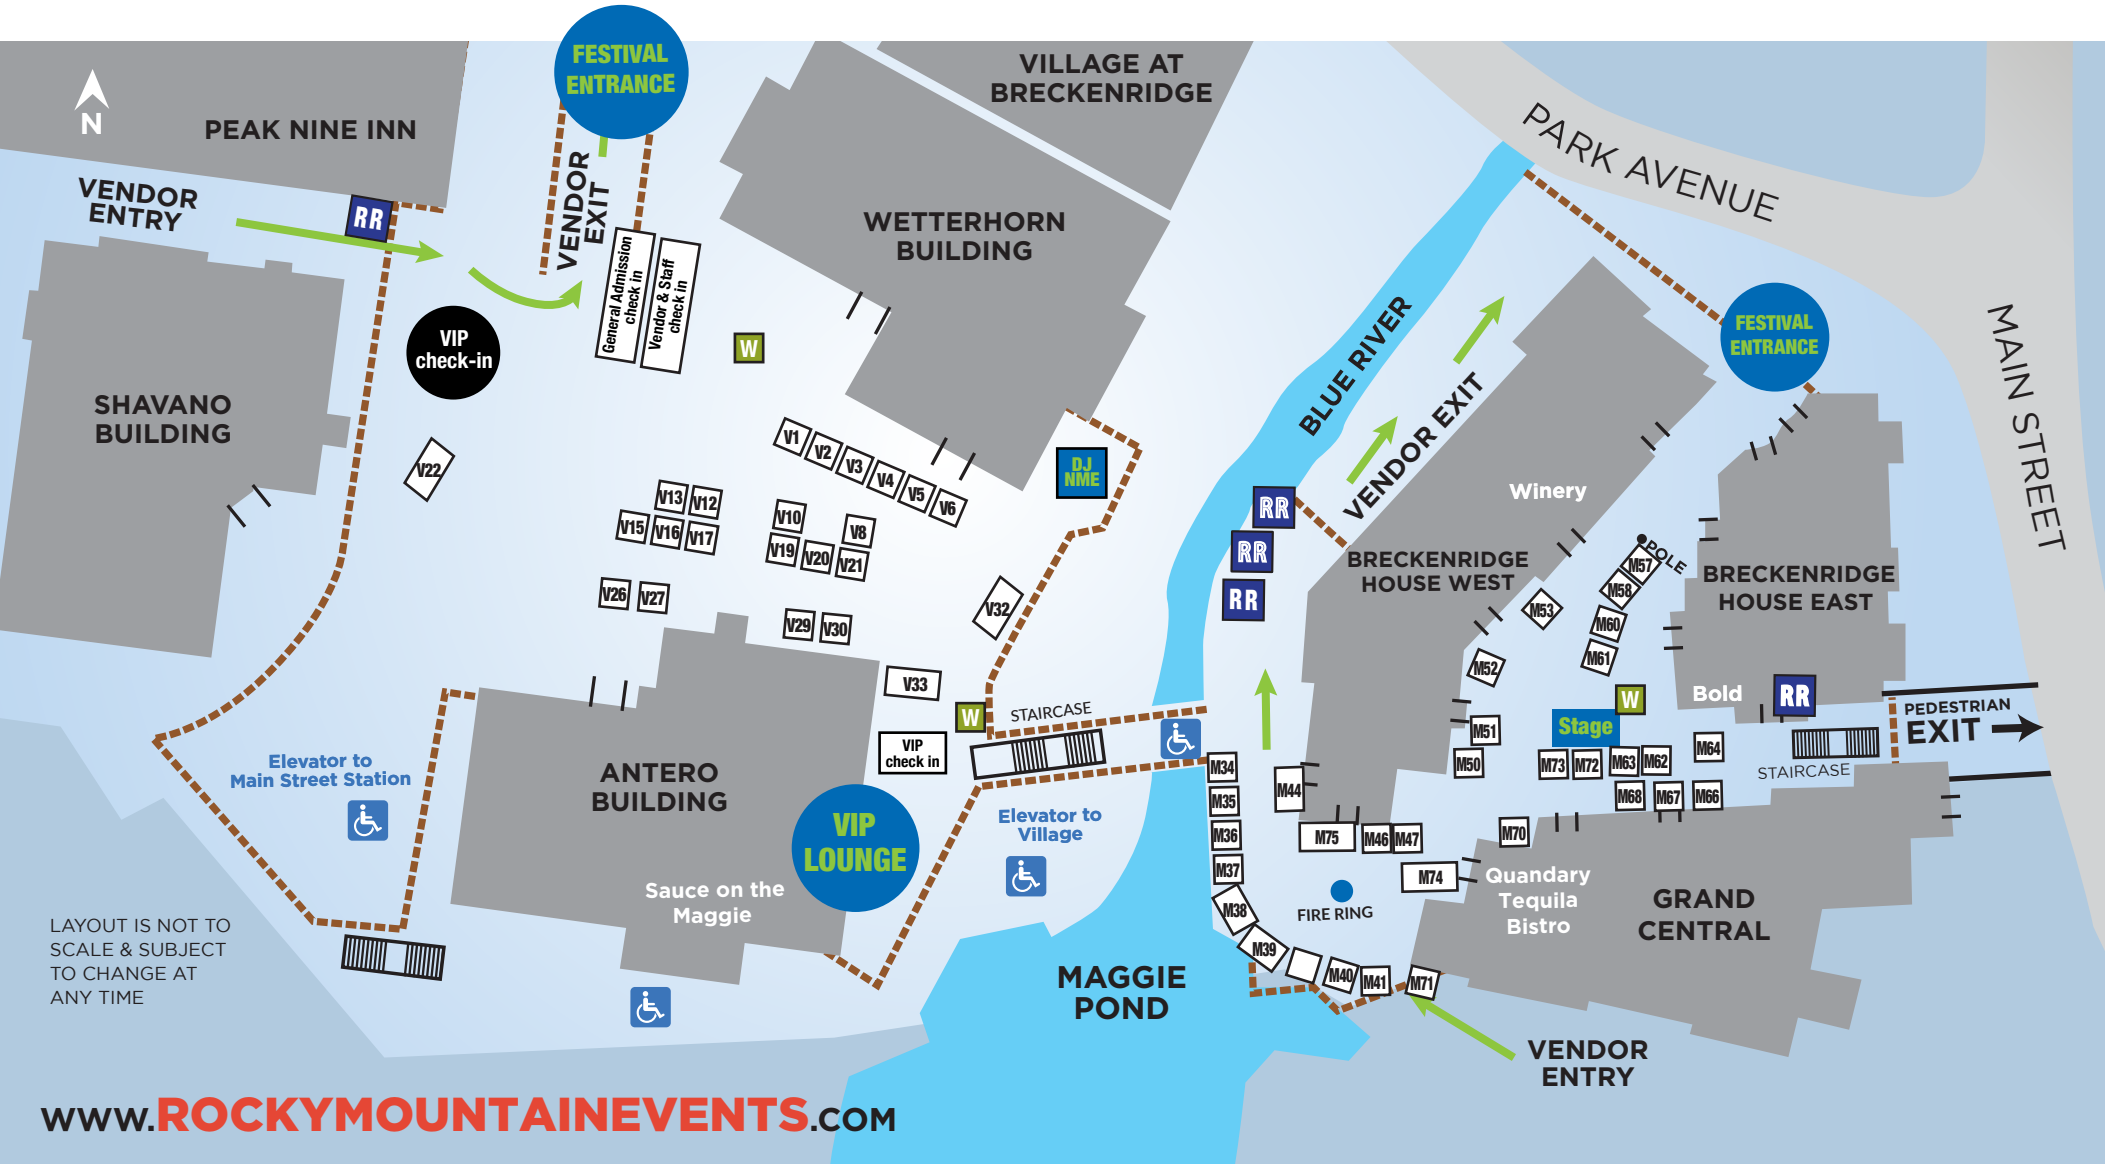 FESTIVAL
ENTRANCE
VILLAGE AT
BRECKENRIDGE
N
PEAK NINE INN
PARK AVENUE
VENDOR
ENTRY
RR
VENDOR
EXIT
General Admission
check in
Vendor & Staff
check in
WETTERHORN
BUILDING
VIP
check-in
W
BLUE RIVER
FESTIVAL
ENTRANCE
MAIN STREET
SHAVANO
BUILDING
VENDOR EXIT
V22
V1
V2
V3
V4
V5
V6
DJ
NME
V13
V12
V15
V16
V17
V10
V8
V19
V20
V21
RR
RR
RR
Winery
POLE
BRECKENRIDGE
HOUSE WEST
BRECKENRIDGE
HOUSE EAST
M57
M58
M53
M60
M61
M52
V26
V27
V29
V30
V32
V33
W
STAIRCASE
VIP
check in
Bold
RR
W
Stage
PEDESTRIAN
EXIT
M51
M50
M73
M72
M63
M62
M64
STAIRCASE
M68
M67
M66
M70
Elevator to
Main Street Station
ANTERO
BUILDING
VIP
LOUNGE
Elevator to
Village
M34
M35
M36
M37
M38
M39
M40
M41
M71
M44
M75
M46
M47
M74
FIRE RING
Quandary
Tequila
Bistro
GRAND
CENTRAL
Sauce on the
Maggie
LAYOUT IS NOT TO
SCALE & SUBJECT
TO CHANGE AT
ANY TIME
MAGGIE
POND
VENDOR
ENTRY
WWW.ROCKYMOUNTAINEVENTS.COM